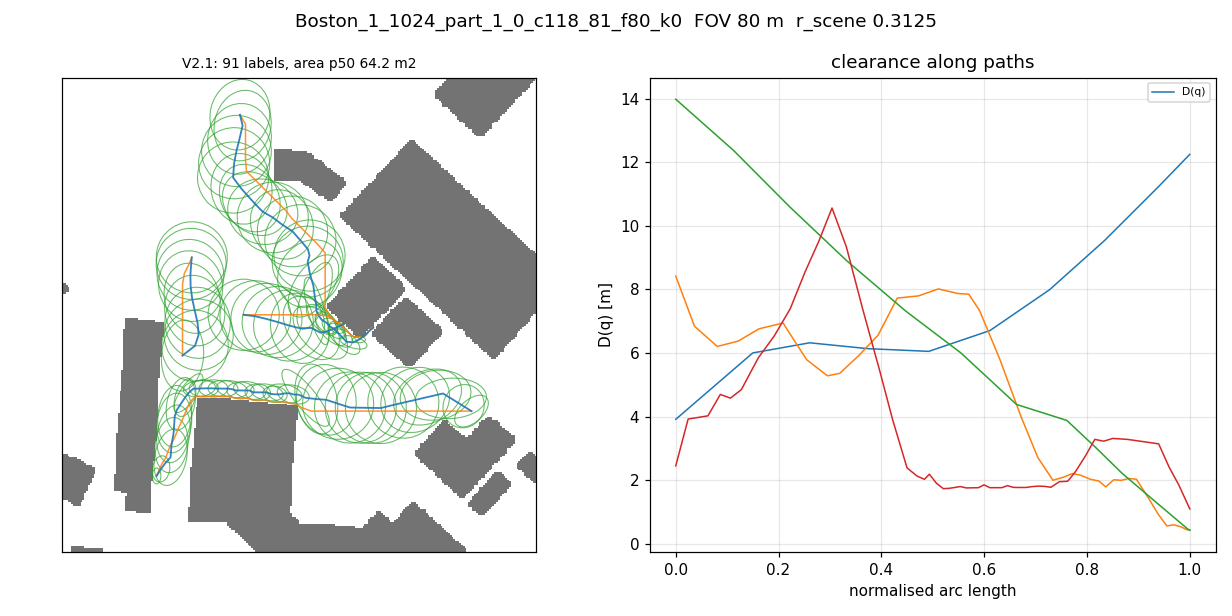 Boston_1_1024_part_1_0_c118_81_f80_k0  FOV 80 m  r_scene 0.3125
V2.1: 91 labels, area p50 64.2 m2
clearance along paths
D(q)
14
12
10
8
6
4
2
0
D(q) [m]
0.0 0.2 0.4 0.6 0.8 1.0
normalised arc length